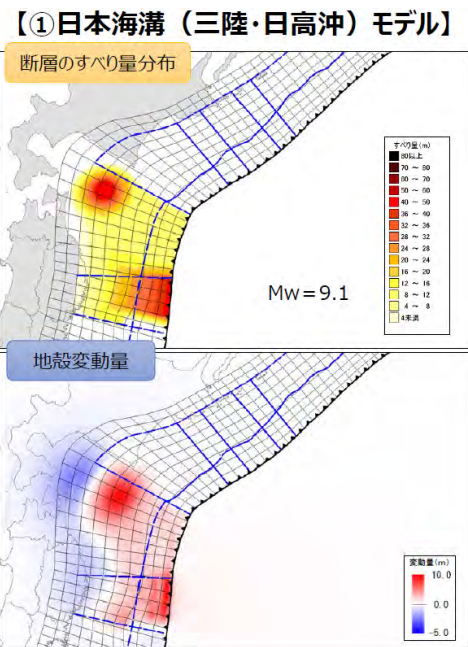 【①日本海溝（三陸･日高沖）モデル】
断層のすべり量分布
すべり量(m)
80以上
70 ～ 80
60 ～ 70
50 ～ 60
40 ～ 50
36 ～ 40
32 ～ 36
28 ～ 32
24 ～ 28
20 ～ 24
16 ～ 20
12 ～ 16
8 ～ 12
4 ～ 8
4未満
Mw＝9.1
地殻変動量
変動量(m)
10.0
0.0
-5.0